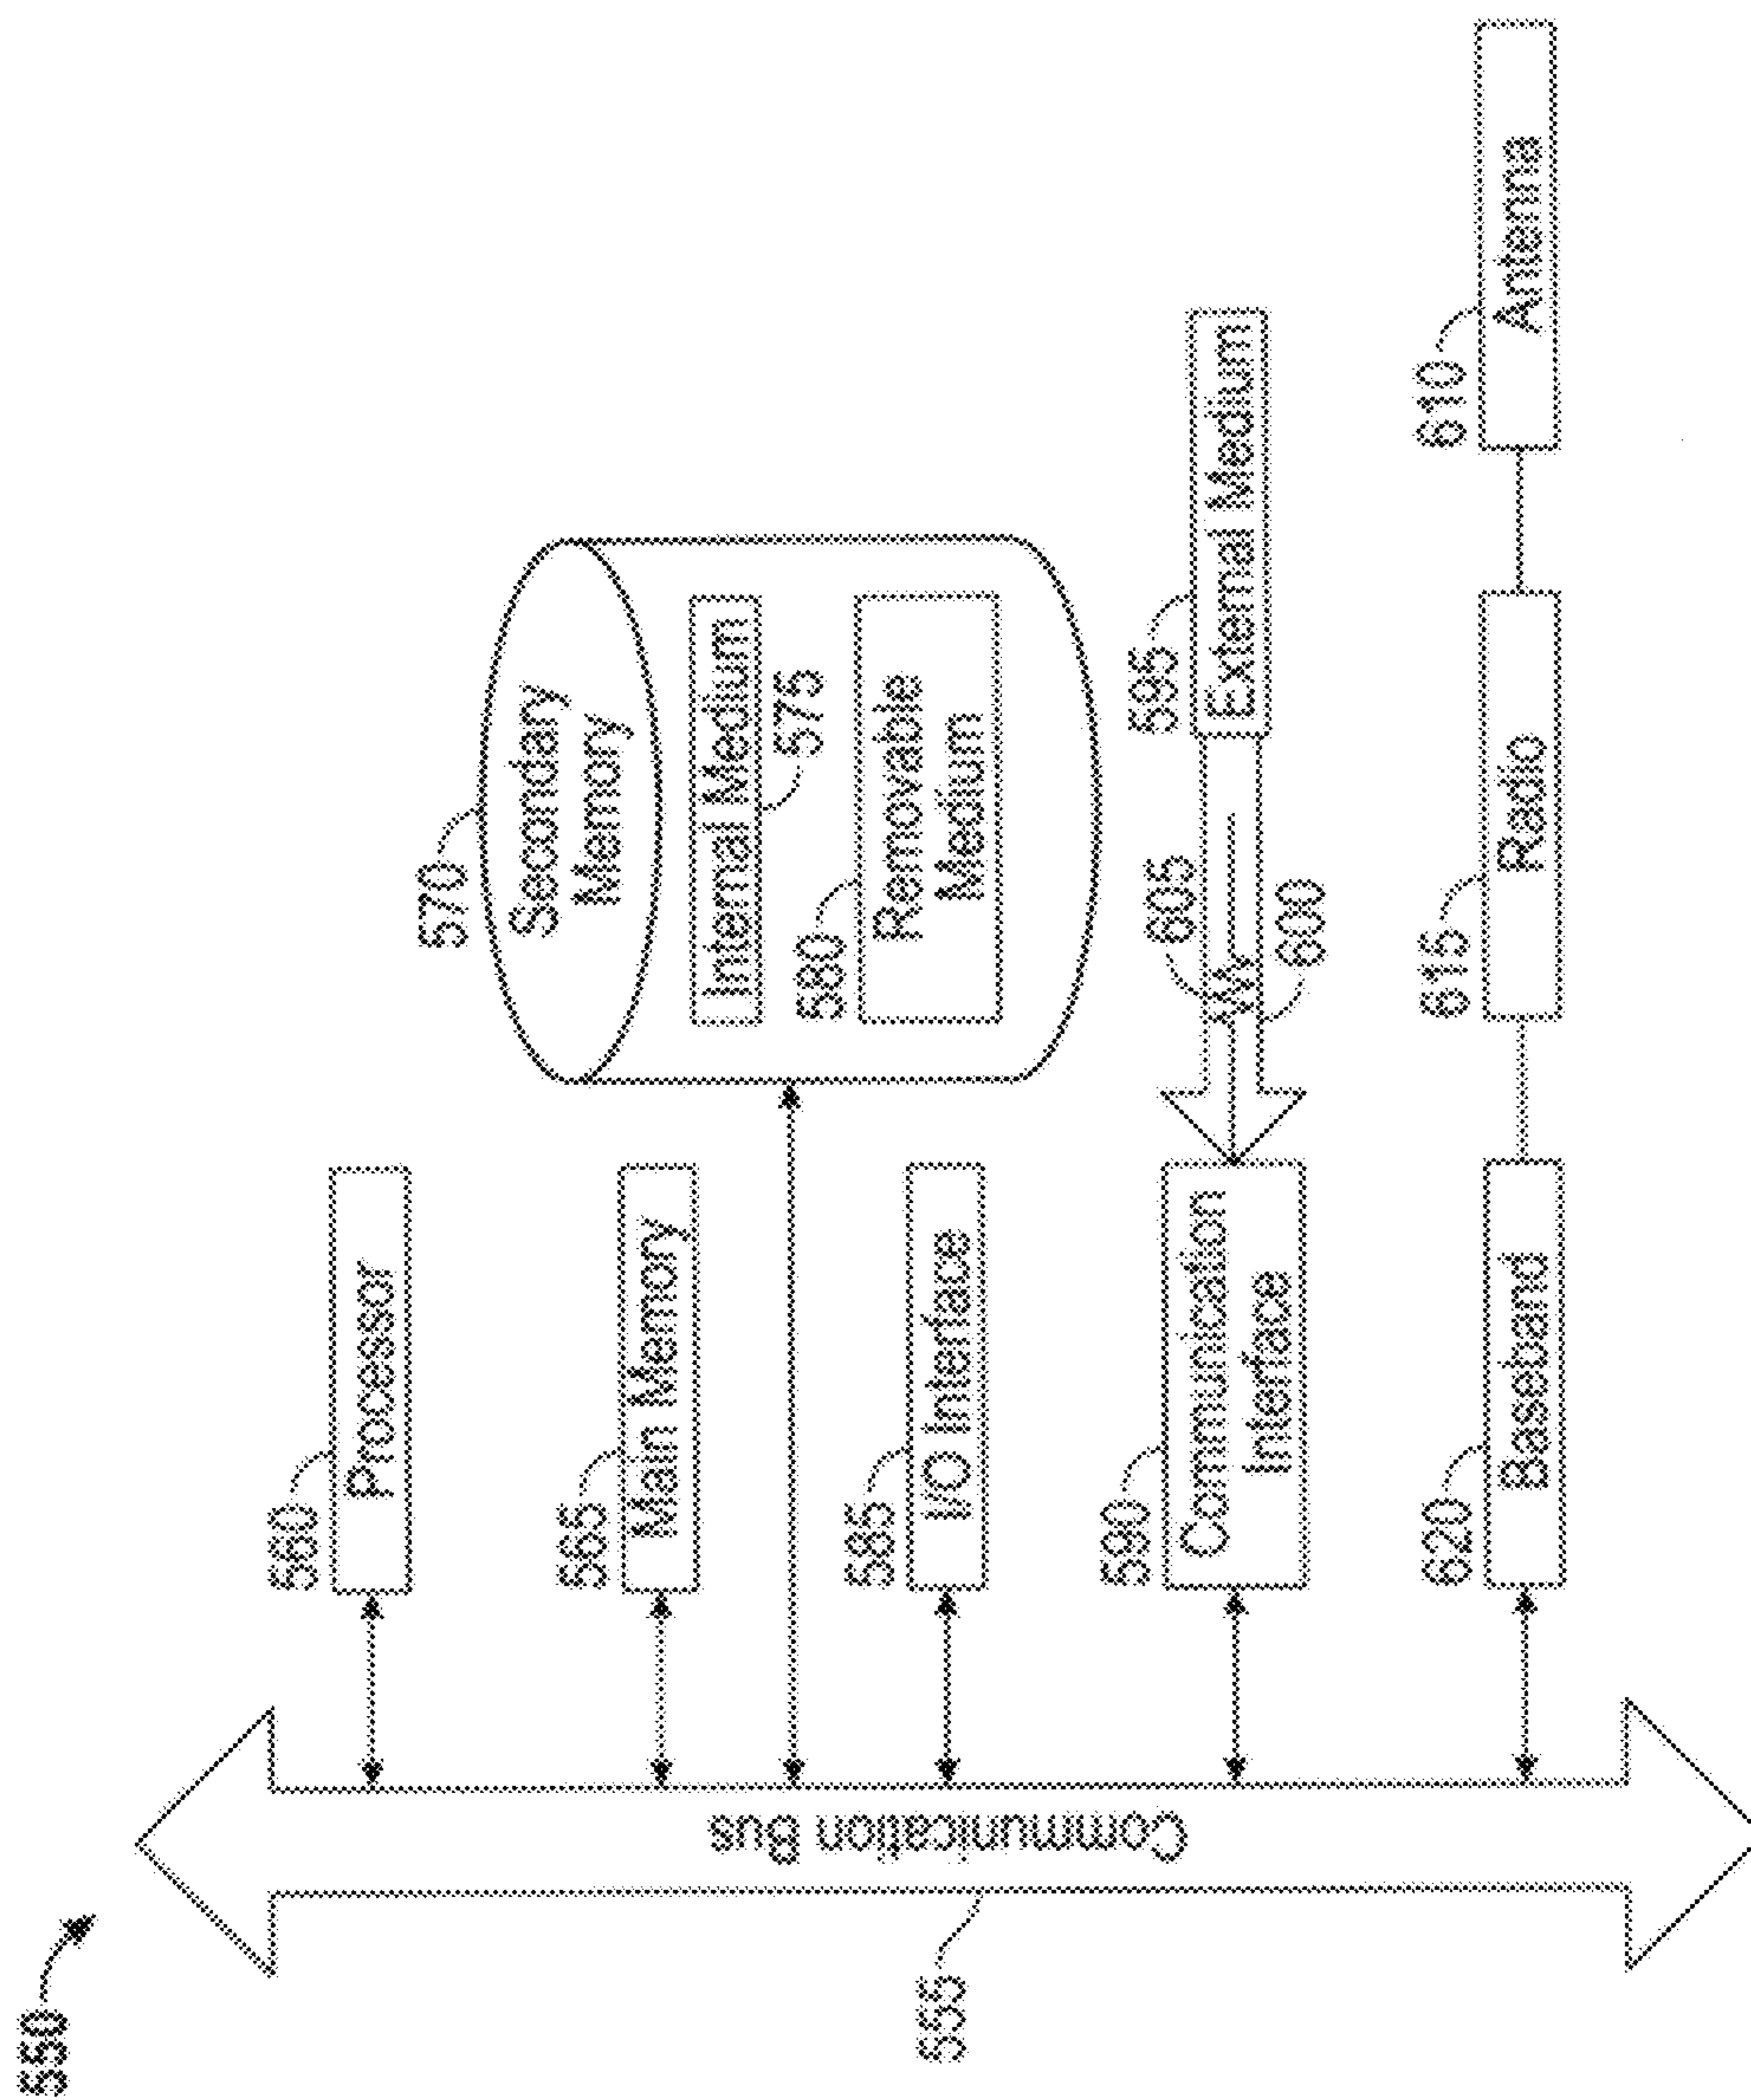 550
555
Communication Bus
560
Processor
565
Main Memory
570
Secondary
Memory
Internal Medium
575
580
Removable
Medium
585
I/O Interface
590
Communication
Interface
605
600
595
External Medium
620
Baseband
615
Radio
610
Antenna